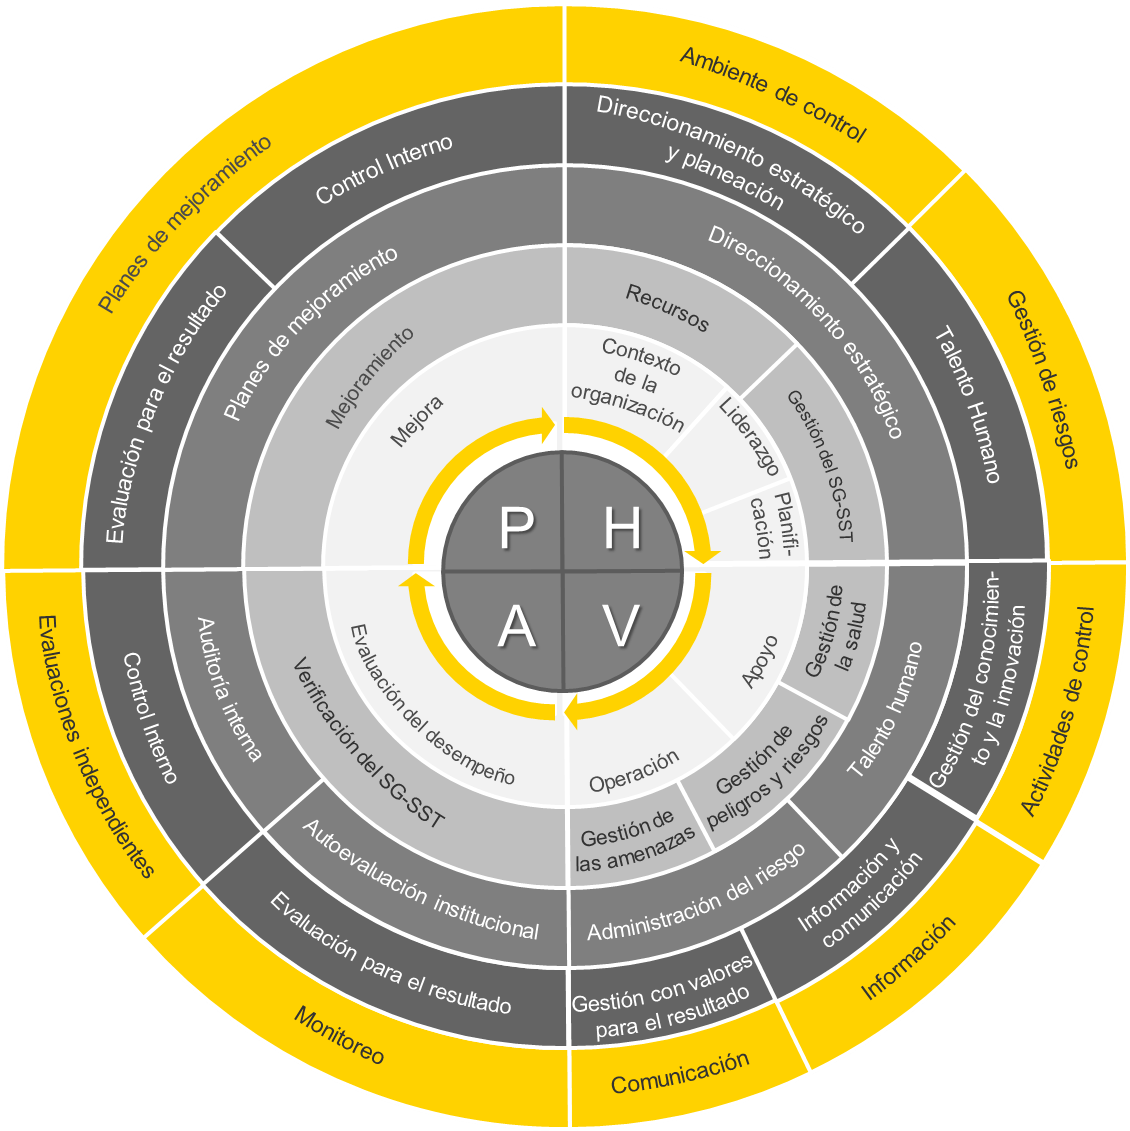 Ambiente de control
Gestión de riesgos
Actividades de control
Información
Comunicación
Monitoreo
Evaluaciones independientes
Planes de mejoramiento
Direccionamiento estratégico
y planeación
Talento Humano
Gestión del conocimien-
to y la innovación
Información y
comunicación
Gestión con valores
para el resultado
Evaluación para el resultado
Control Interno
Evaluación para el resultado
Control Interno
Direccionamiento estratégico
Talento humano
Administración del riesgo
Autoevaluación institucional
Auditoría interna
Planes de mejoramiento
Recursos
Gestión del SG-SST
Gestión de
la salud
Gestión de
peligros y riesgos
Gestión de
las amenazas
Verificación del SG-SST
Mejoramiento
Contexto
de la
organización
Liderazgo
Planifi-
cación
Apoyo
Operación
Evaluación del desempeño
Mejora
P H
A V